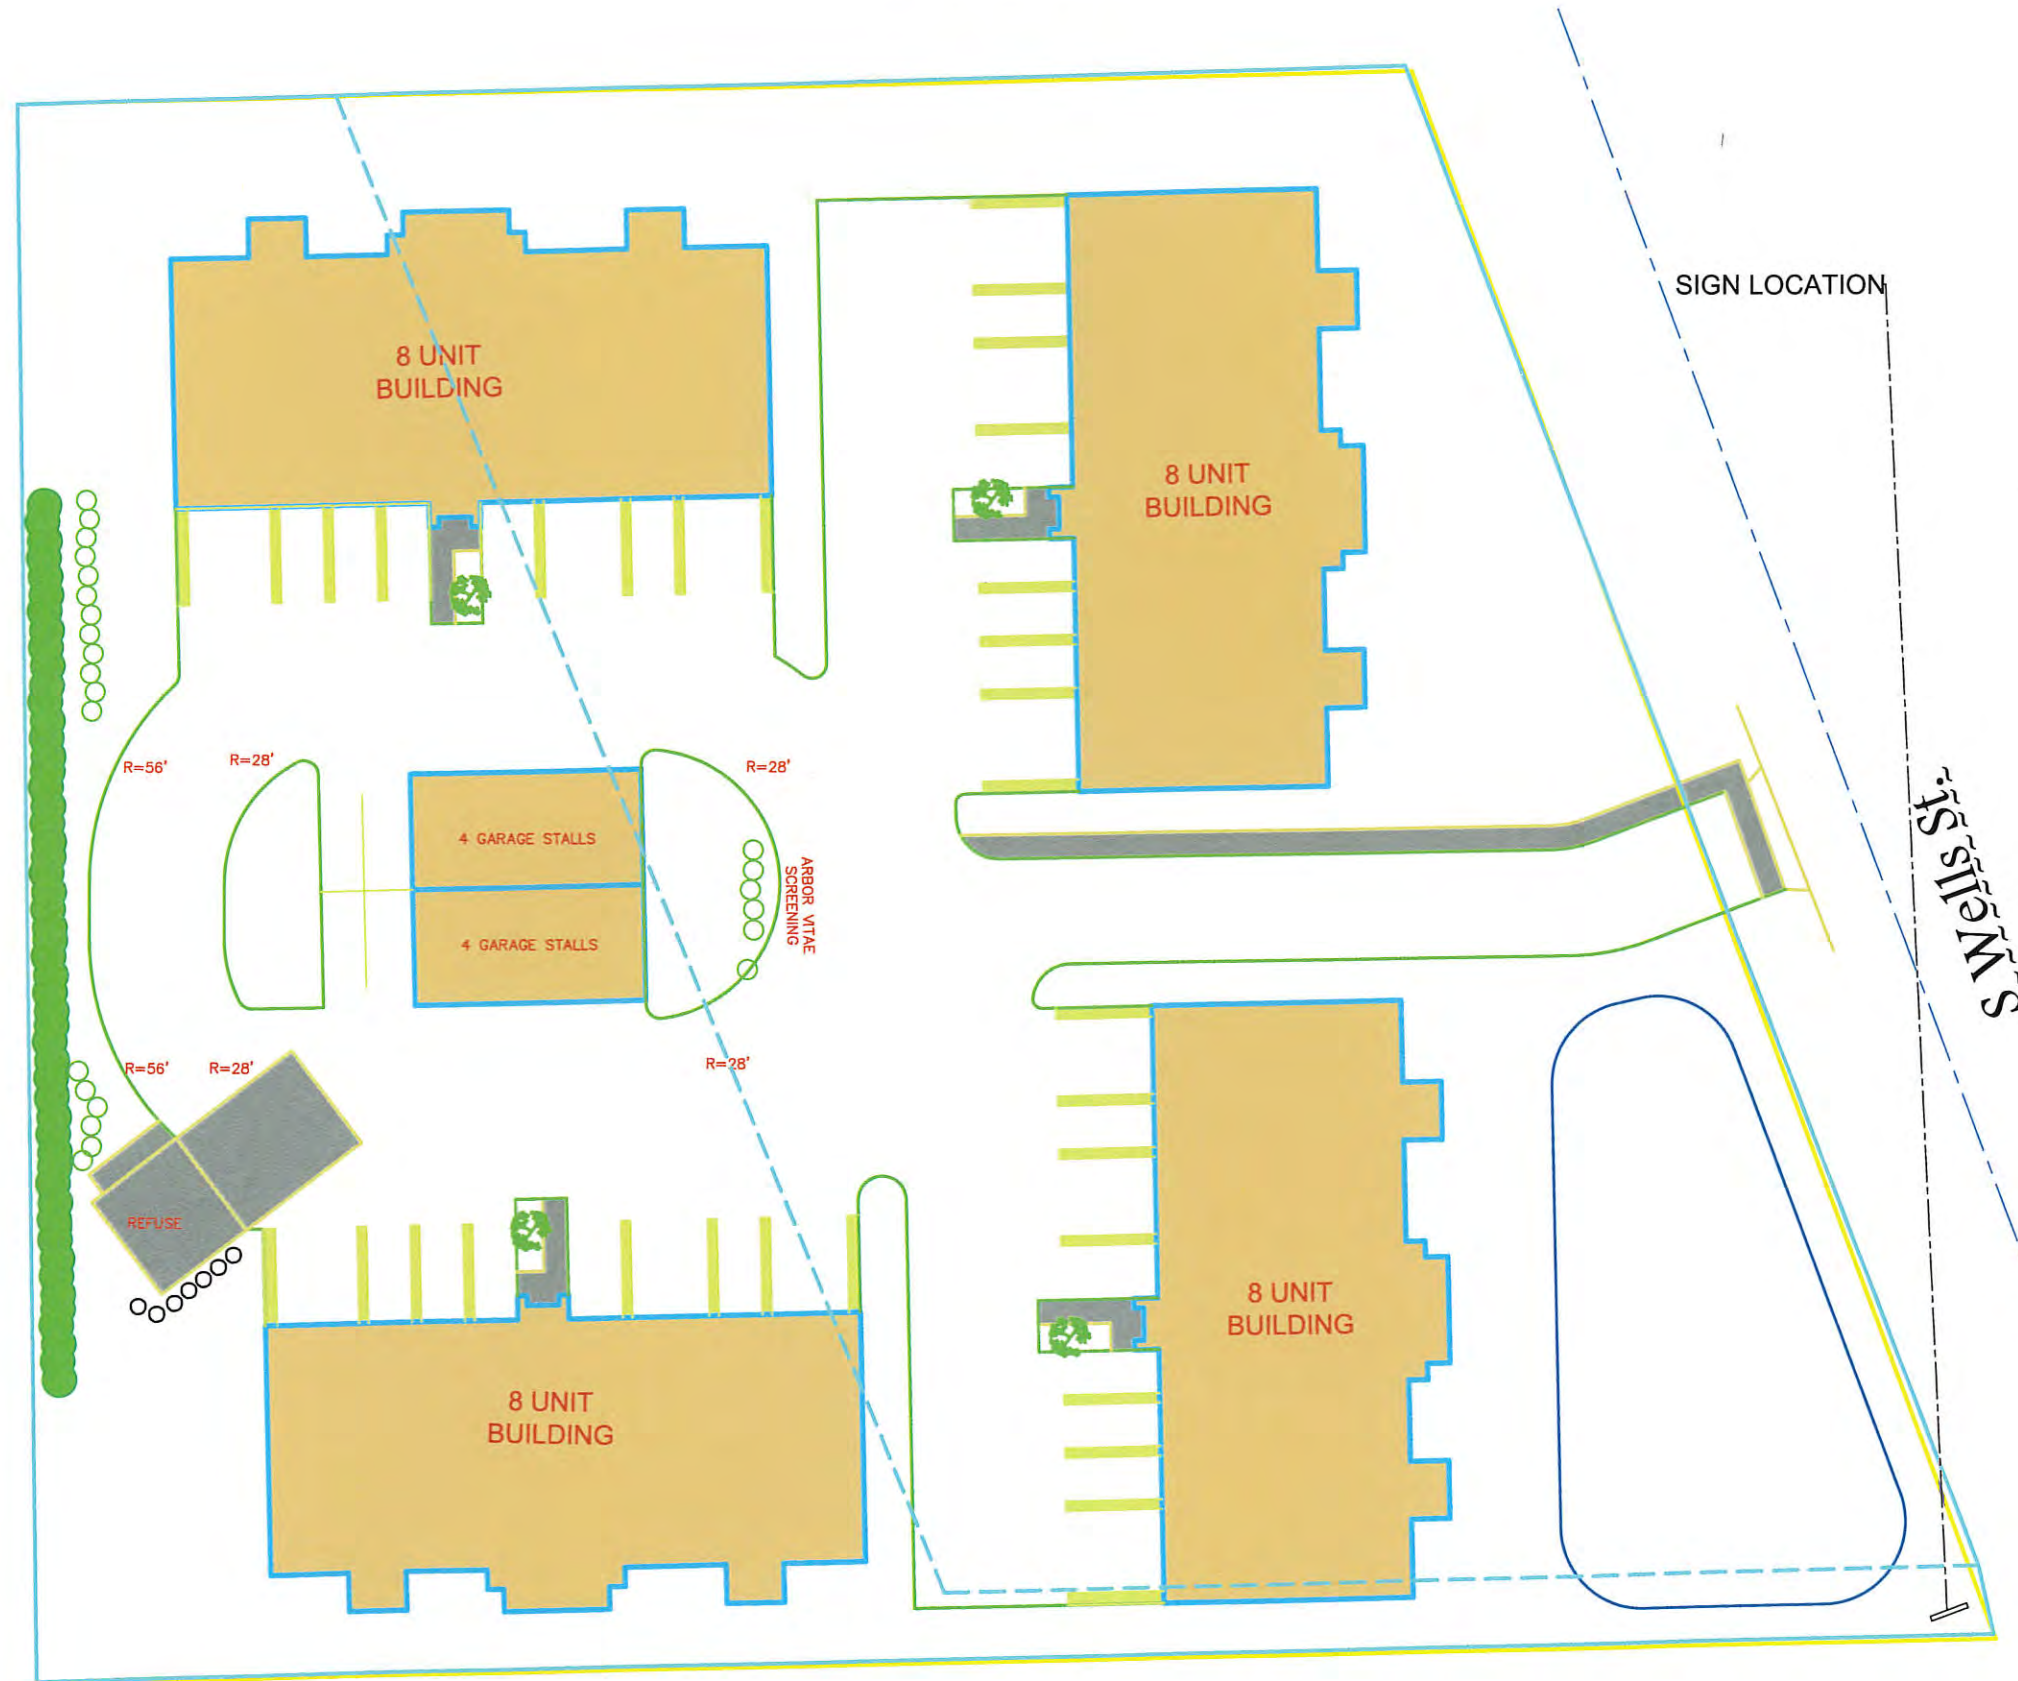 SIGN LOCATION
8 UNIT
BUILDING
8 UNIT
BUILDING
R=56'
R=28'
R=28'
4 GARAGE STALLS
ARBOR VITAE
SCREENING
4 GARAGE STALLS
S Wells St.
R=56'
R=28'
R=28'
REFUSE
8 UNIT
BUILDING
8 UNIT
BUILDING